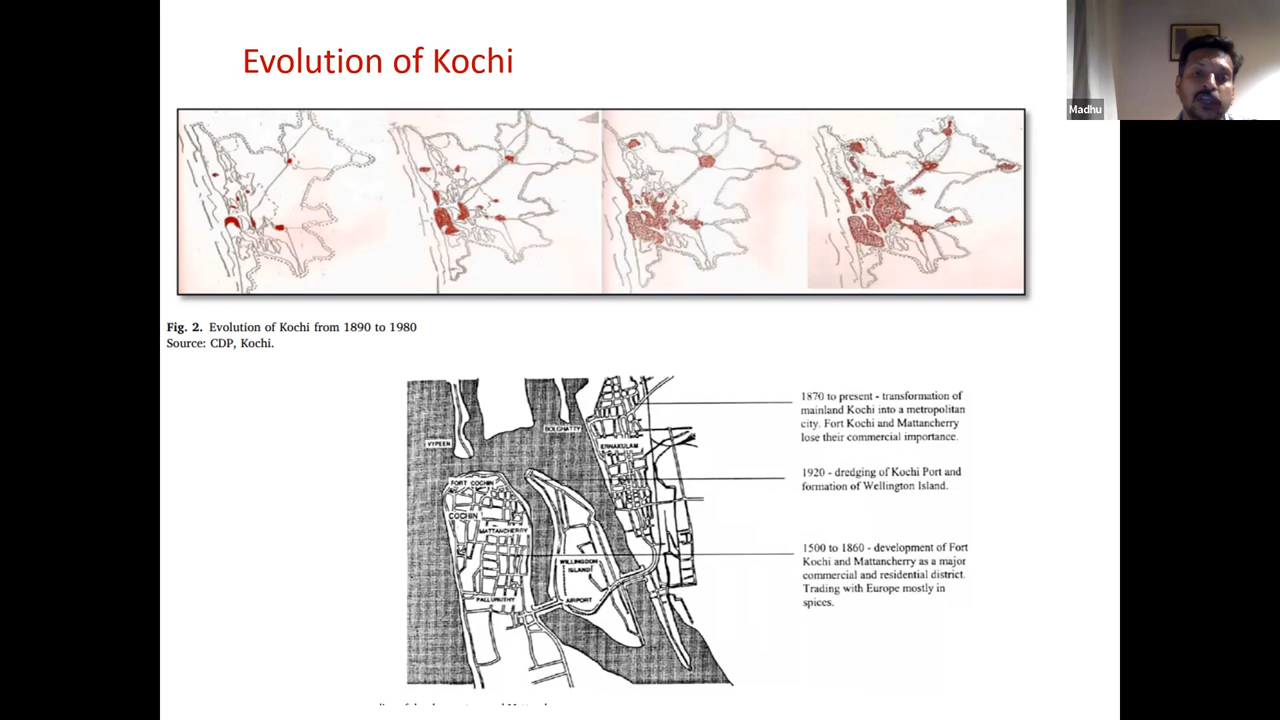 Evolution of Kochi
Madhu
Fig. 2. Evolution of Kochi from 1890 to 1980
Source: CDP, Kochi.
VYPEEN
BOLGHATTY
ERNAKULAM
FORT COCHIN
COCHIN
MATTANCHERRY
WILLINGDON
ISLAND
PALLURUTHY
AIRPORT
1870 to present - transformation of
mainland Kochi into a metropolitan
city. Fort Kochi and Mattancherry
lose their commercial importance.
1920 - dredging of Kochi Port and
formation of Wellington Island.
1500 to 1860 - development of Fort
Kochi and Mattancherry as a major
commercial and residential district.
Trading with Europe mostly in
spices.